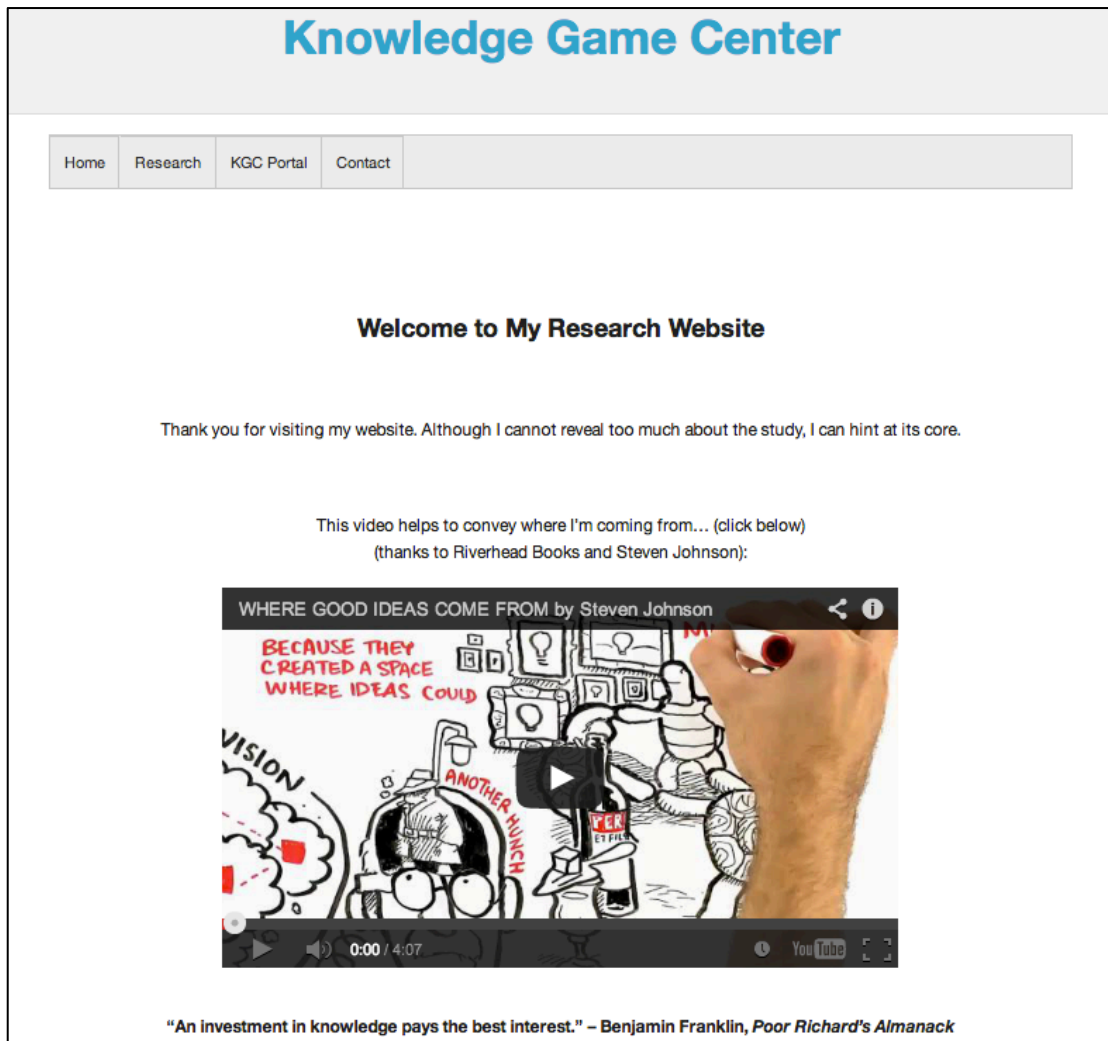 Knowledge Game Center
Home Research KGC Portal Contact
Welcome to My Research Website
Thank you for visiting my website. Although I cannot reveal too much about the study, I can hint at its core.
This video helps to convey where I'm coming from... (click below)
(thanks to Riverhead Books and Steven Johnson):
WHERE GOOD IDEAS COME FROM by Steven Johnson
BECAUSE THEY
CREATED A SPACE
WHERE IDEAS COULD
VISION
ANOTHER HUNCH
ET FIL
0:00 / 4:07
YouTube
“An investment in knowledge pays the best interest.” – Benjamin Franklin, Poor Richard's Almanack